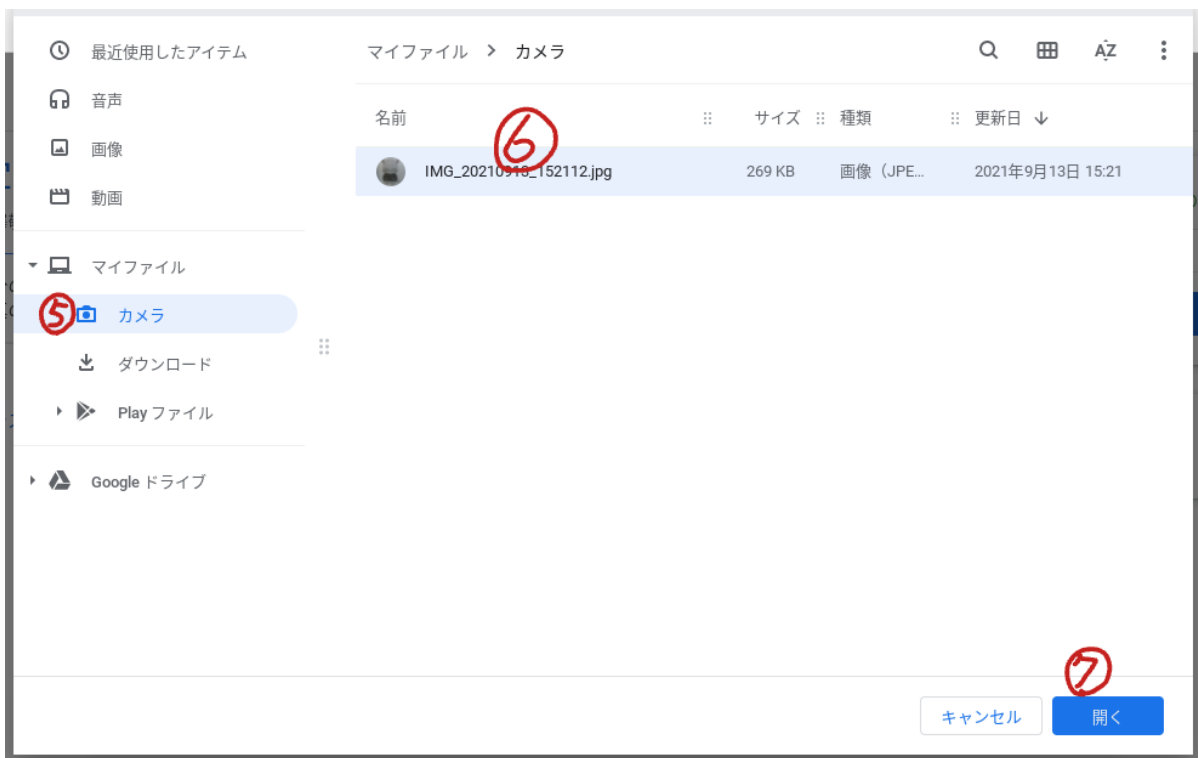 最近使用したアイテム
音声
画像
動画
マイファイル
⑤ カメラ
ダウンロード
Play ファイル
Google ドライブ
マイファイル > カメラ
AZ
名前 サイズ 種類 更新日 ↓
⑥
IMG_20210913_152112.jpg 269 KB 画像（JPE... 2021年9月13日 15:21
⑦
キャンセル 開く